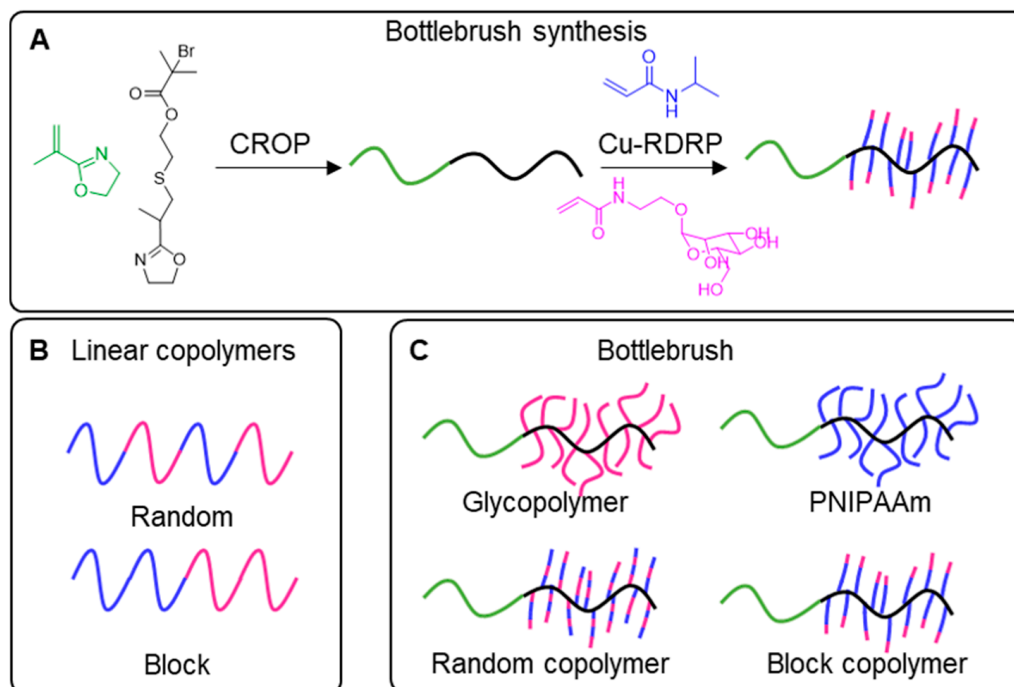 A
Bottlebrush synthesis
Br
O
O
S
N
O
N
O
CROP
O
N
H
Cu-RDRP
H
N
O
O
OH
O
OH
OH
HO
B
Linear copolymers
Random
Block
C
Bottlebrush
Glycopolymer
PNIPAAm
Random copolymer
Block copolymer